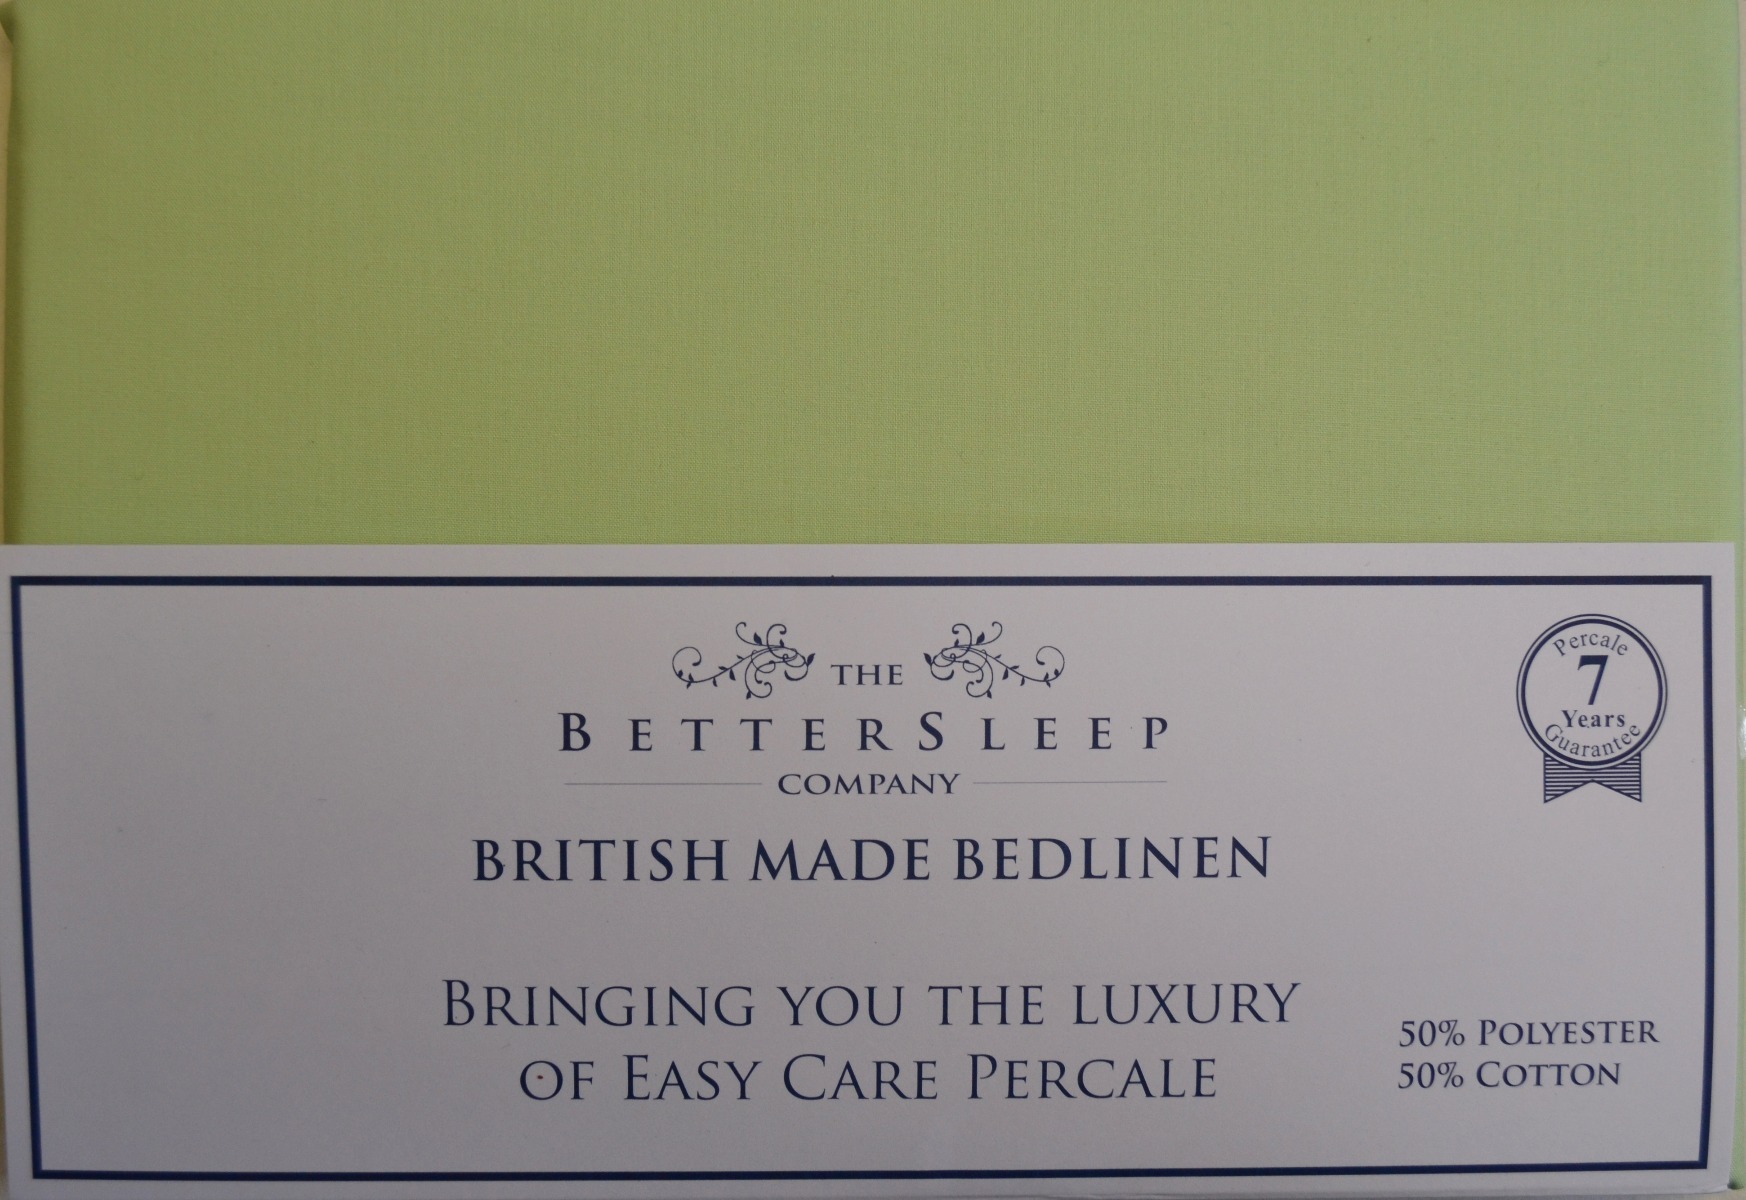 THE
BETTERSLEEP
COMPANY
Percale
7
Years
Guarantee
BRITISH MADE BEDLINEN
BRINGING YOU THE LUXURY
OF EASY CARE PERCALE
50% POLYESTER
50% COTTON